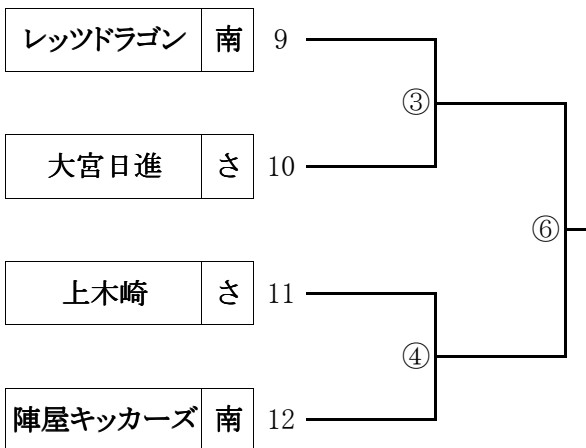 レッツドラゴン 南 9
③
大宮日進 さ 10
⑥
上木崎 さ 11
④
陣屋キッカーズ 南 12